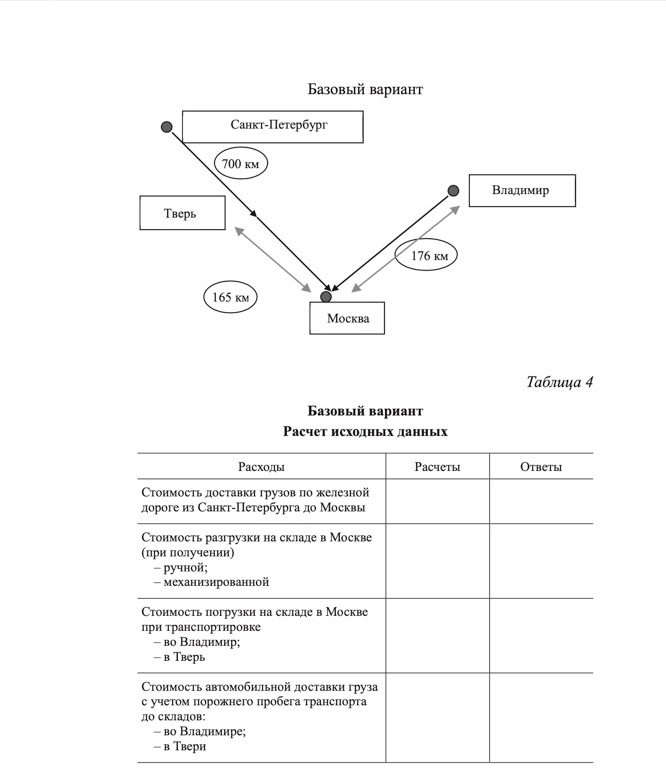 Базовый вариант
Санкт-Петербург
700 км
Владимир
Тверь
176 км
165 км
Москва
Таблица 4
Базовый вариант
Расчет исходных данных
Расходы Расчеты Ответы
Стоимость доставки грузов по железной
дороге из Санкт-Петербурга до Москвы
Стоимость разгрузки на складе в Москве
(при получении)
– ручной;
– механизированной
Стоимость погрузки на складе в Москве
при транспортировке
– во Владимир;
– в Тверь
Стоимость автомобильной доставки груза
с учетом порожнего пробега транспорта
до складов:
– во Владимире;
– в Твери